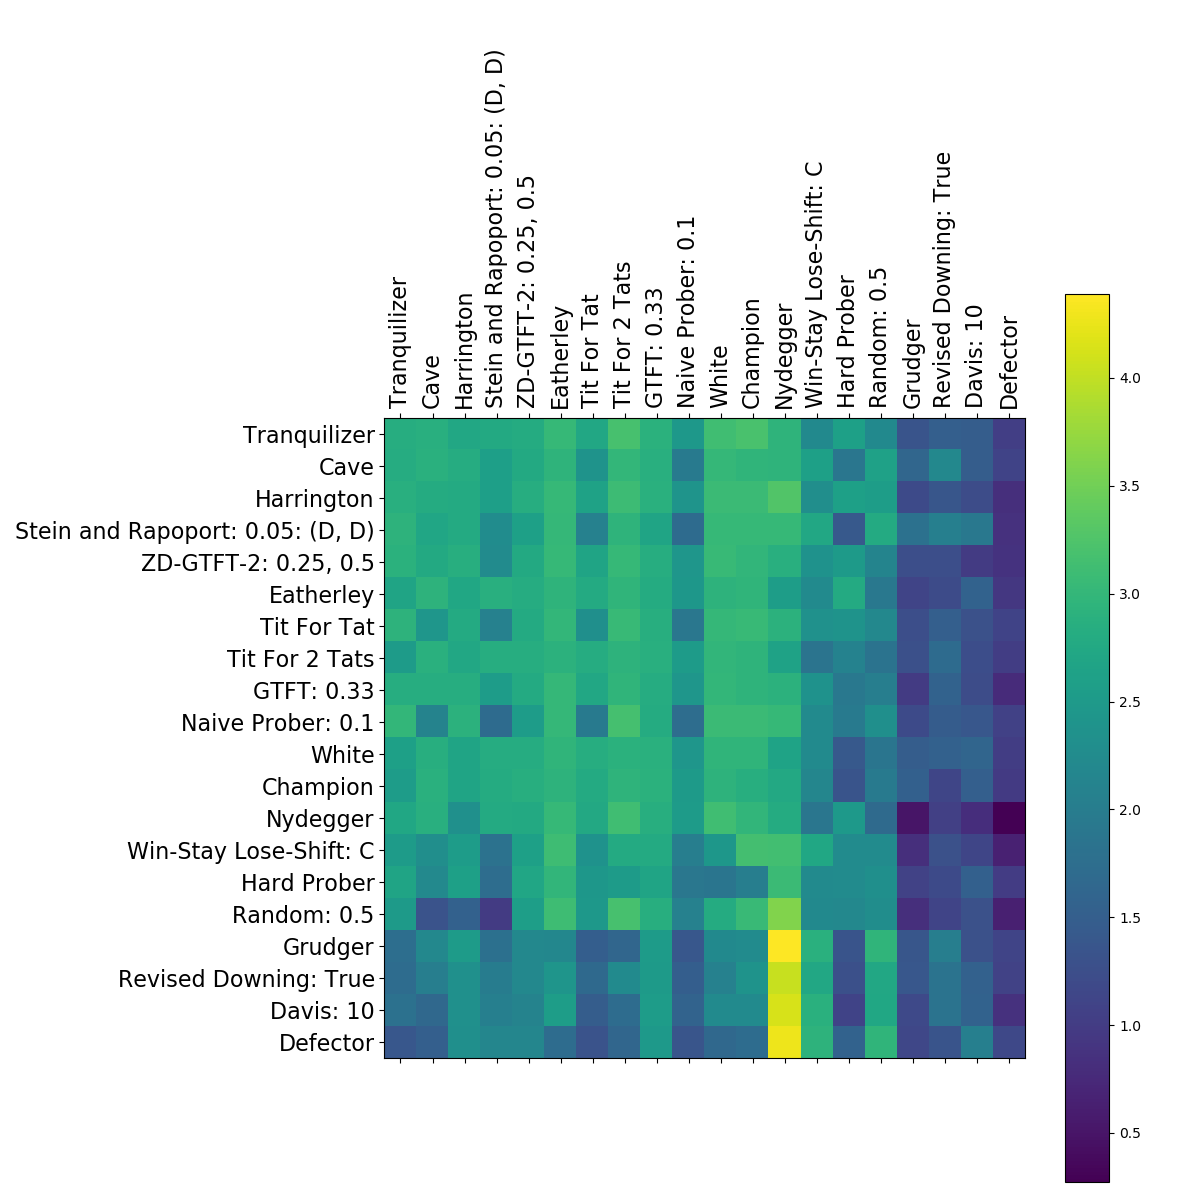 Tranquilizer
Cave
Harrington
Stein and Rapoport: 0.05: (D, D)
ZD-GTFT-2: 0.25, 0.5
Eatherley
Tit For Tat
Tit For 2 Tats
GTFT: 0.33
Naive Prober: 0.1
White
Champion
Nydegger
Win-Stay Lose-Shift: C
Hard Prober
Random: 0.5
Grudger
Revised Downing: True
Davis: 10
Defector
Tranquilizer
Cave
Harrington
Stein and Rapoport: 0.05: (D, D)
ZD-GTFT-2: 0.25, 0.5
Eatherley
Tit For Tat
Tit For 2 Tats
GTFT: 0.33
Naive Prober: 0.1
White
Champion
Nydegger
Win-Stay Lose-Shift: C
Hard Prober
Random: 0.5
Grudger
Revised Downing: True
Davis: 10
Defector
4.0
3.5
3.0
2.5
2.0
1.5
1.0
0.5